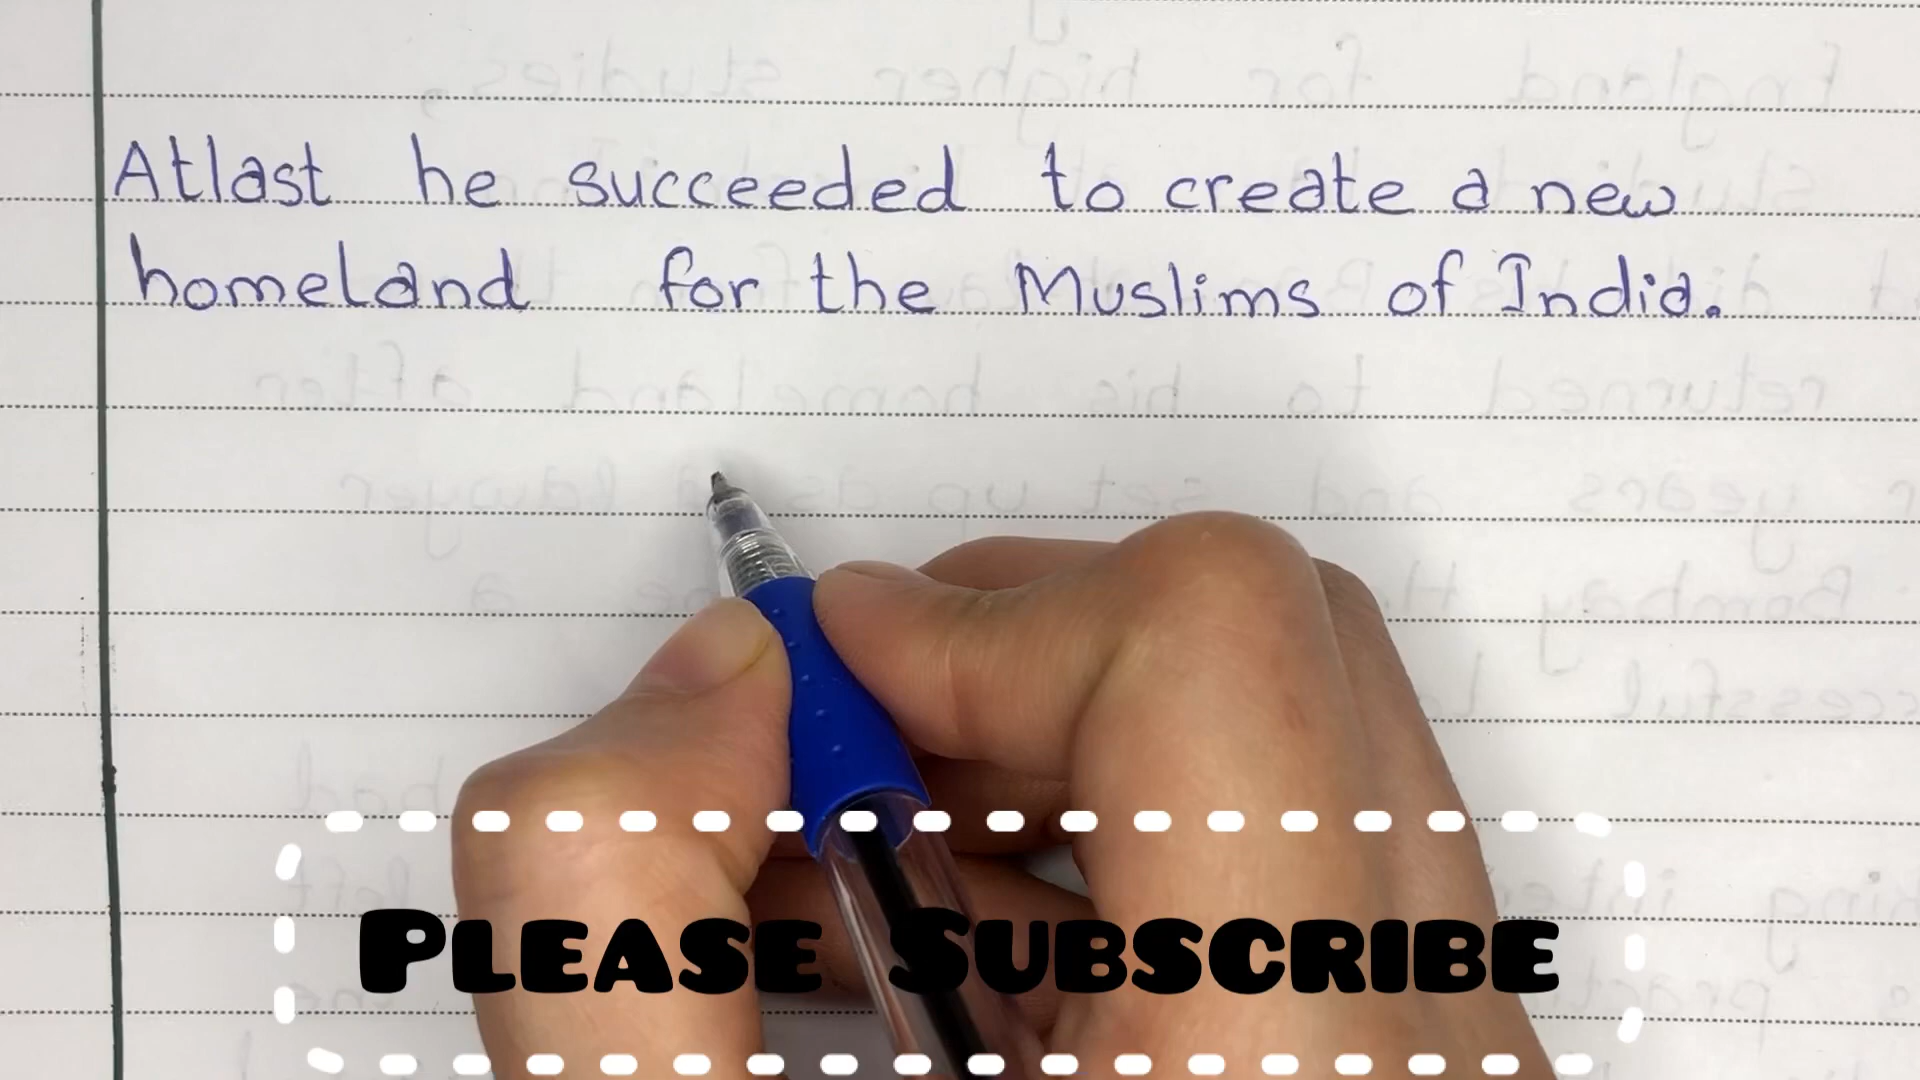 Atlast he succeeded to create a new
homeland for the Muslims of India.
Please Subscribe